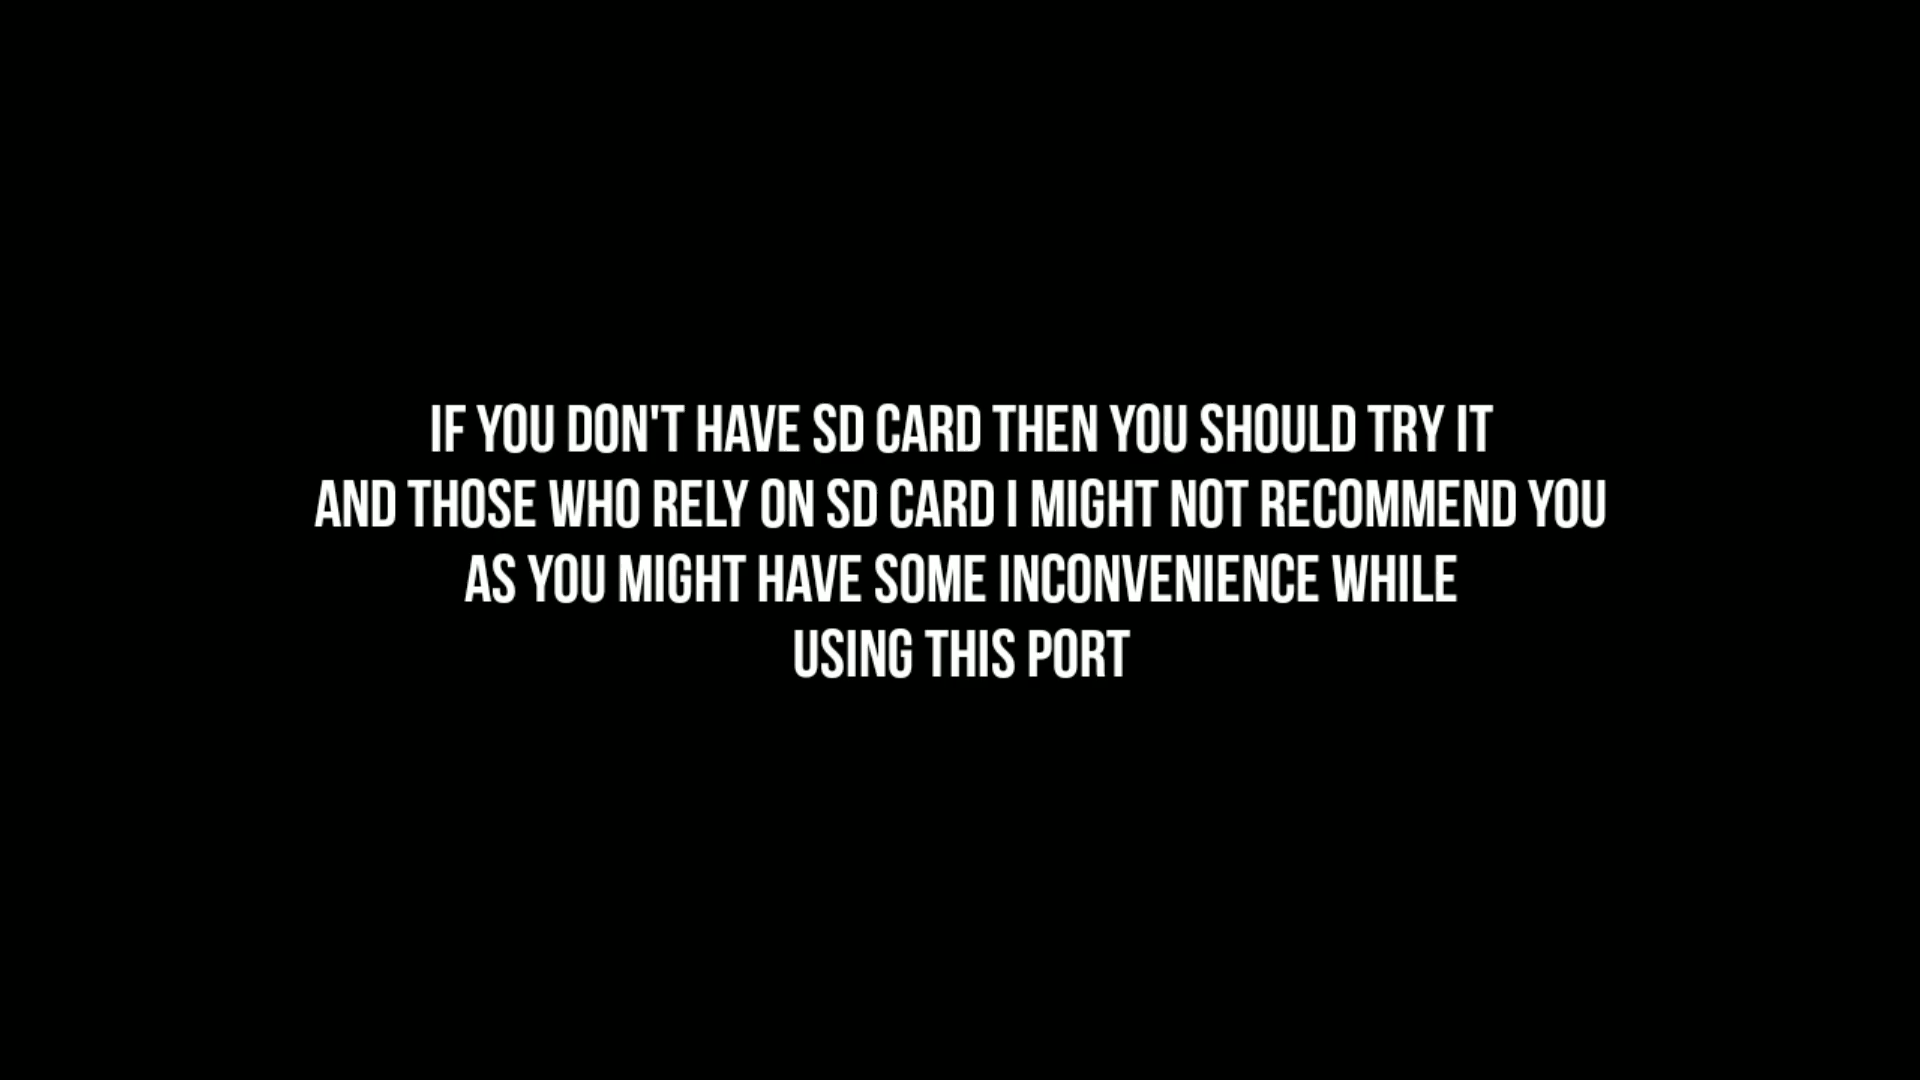 IF YOU DON'T HAVE SD CARD THEN YOU SHOULD TRY IT
AND THOSE WHO RELY ON SD CARD I MIGHT NOT RECOMMEND YOU
AS YOU MIGHT HAVE SOME INCONVENIENCE WHILE
USING THIS PORT